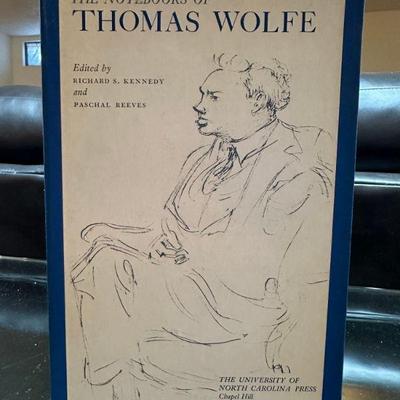 THE NOTEBOOKS OF
THOMAS WOLFE
Edited by
RICHARD S. KENNEDY
and
PASCHAL REEVES
THE UNIVERSITY OF
NORTH CAROLINA PRESS
Chapel Hill